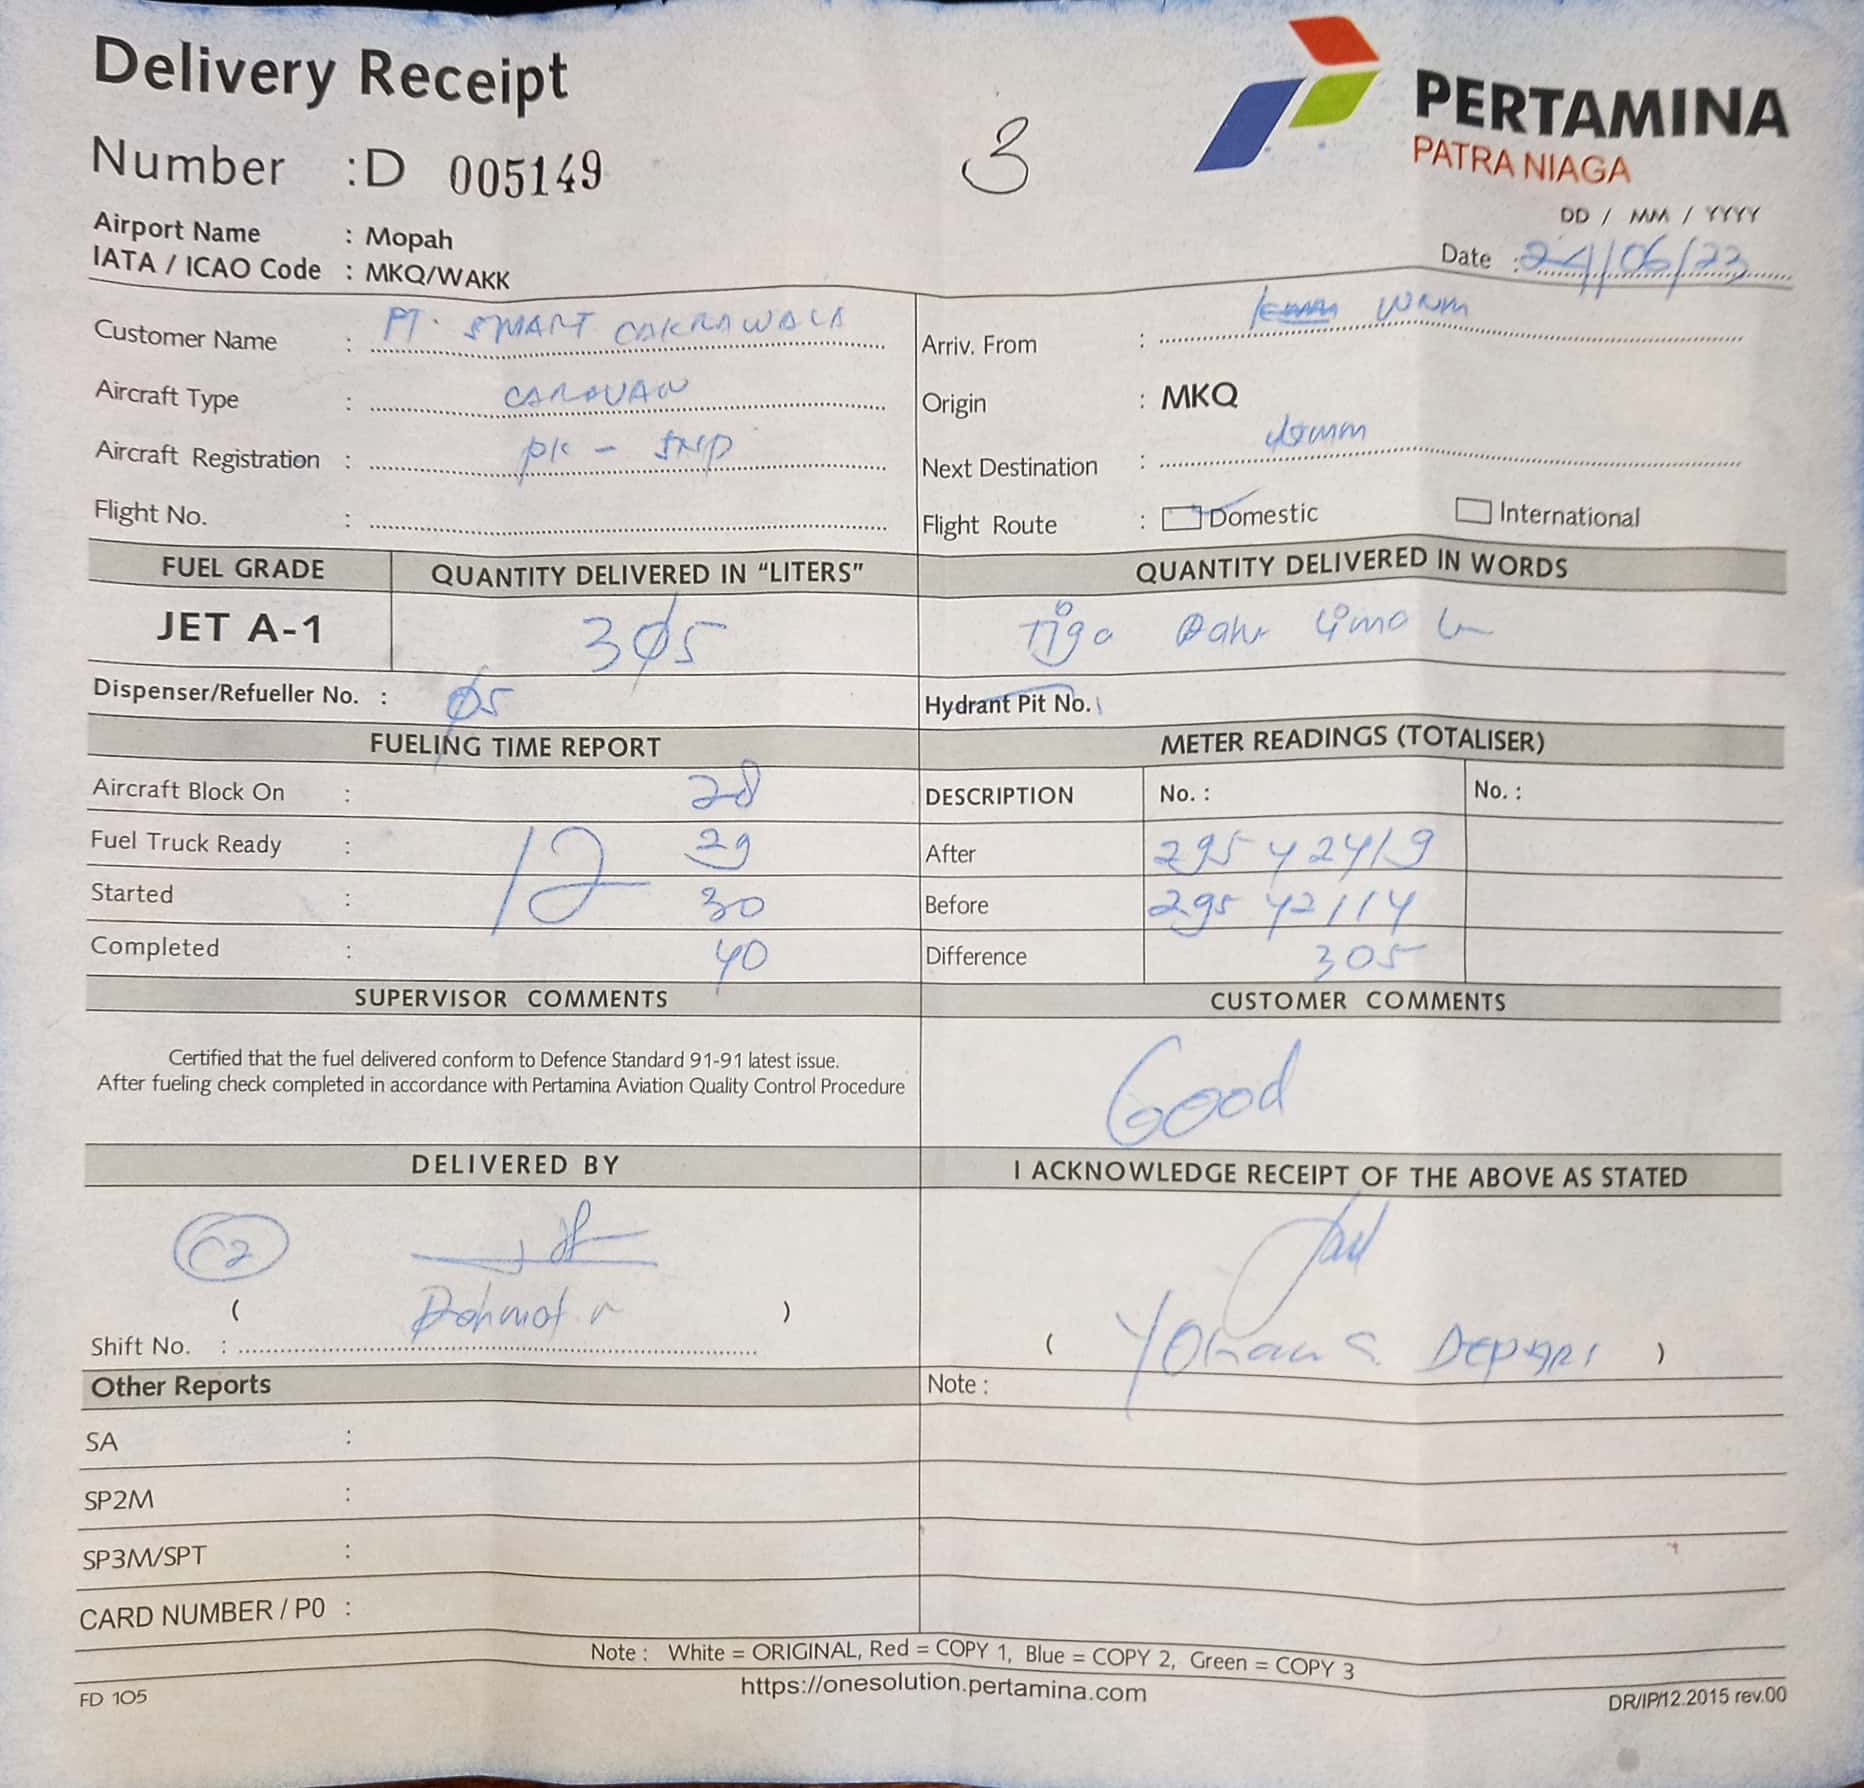 Delivery Receipt
PERTAMINA
PATRA NIAGA
3
Number :D 005149
DD / MM / YYYY
Airport Name : Mopah
Date : 24/06/23
IATA / ICAO Code : MKQ/WAKK
Customer Name : PT. SMART CAKRAWALA
Arriv. From :
Aircraft Type : CARAVAN
Origin : MKQ
Aircraft Registration : PK - SNP
Next Destination :
Flight No. :
Flight Route : Domestic International
FUEL GRADE QUANTITY DELIVERED IN “LITERS” QUANTITY DELIVERED IN WORDS
JET A-1 305 Tiga Ratus Lima
Dispenser/Refueller No. : 05
Hydrant Pit No.
FUELING TIME REPORT METER READINGS (TOTALISER)
Aircraft Block On : 28
DESCRIPTION No. : No. :
Fuel Truck Ready : 12 29
After 29542419
Started : 30
Before 29542114
Completed : 40
Difference 305
SUPERVISOR COMMENTS CUSTOMER COMMENTS
Certified that the fuel delivered conform to Defence Standard 91-91 latest issue.
After fueling check completed in accordance with Pertamina Aviation Quality Control Procedure
Good
DELIVERED BY I ACKNOWLEDGE RECEIPT OF THE ABOVE AS STATED
( Rahmat )
Shift No. :
( Yohan S. )
Other Reports Note :
SA :
SP2M :
SP3M/SPT :
CARD NUMBER / P0 :
Note : White = ORIGINAL, Red = COPY 1, Blue = COPY 2, Green = COPY 3
https://onesolution.pertamina.com
FD 105
DR/IP/12.2015 rev.00